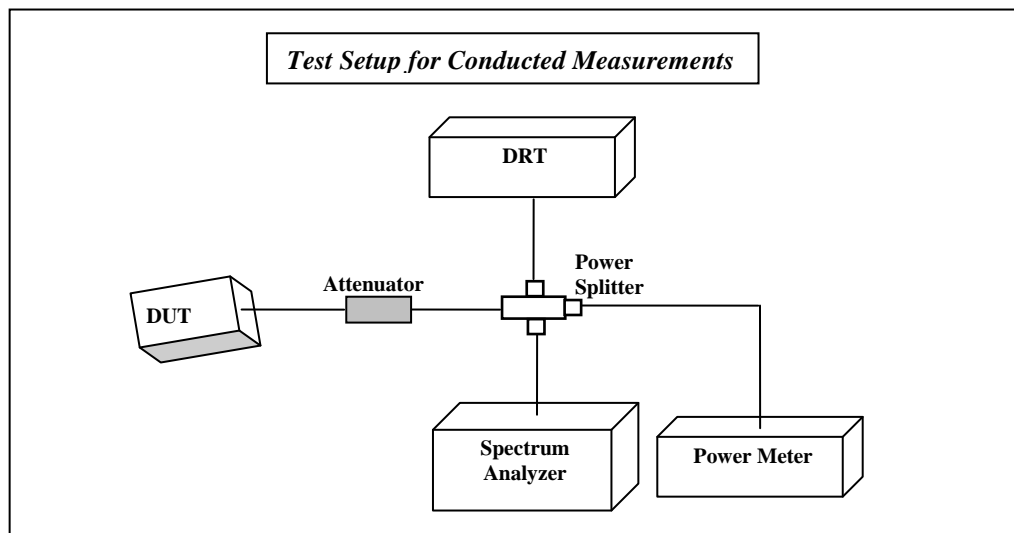 Test Setup for Conducted Measurements
DRT
Power
Splitter
Attenuator
DUT
Spectrum
Analyzer
Power Meter